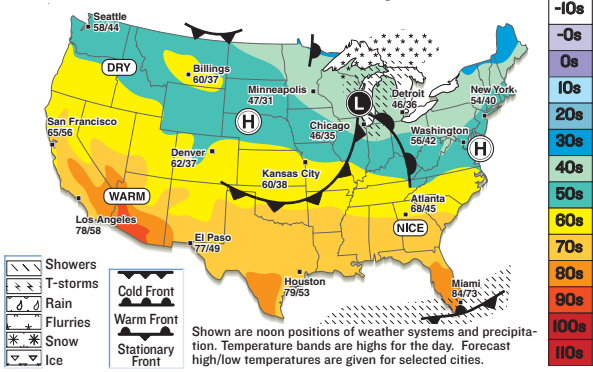 Seattle
58/44
DRY
Billings
60/37
Minneapolis
47/31
L
Detroit
46/36
New York
54/40
H
San Francisco
65/56
Chicago
46/35
Washington
56/42
H
Denver
62/37
Kansas City
60/38
WARM
Atlanta
68/45
NICE
Los Angeles
78/58
El Paso
77/49
Houston
79/53
Miami
84/73
Showers
T-storms
Rain
Flurries
Snow
Ice
Cold Front
Warm Front
Stationary
Front
Shown are noon positions of weather systems and precipita-
tion. Temperature bands are highs for the day. Forecast
high/low temperatures are given for selected cities.
-10s
-0s
0s
10s
20s
30s
40s
50s
60s
70s
80s
90s
100s
110s